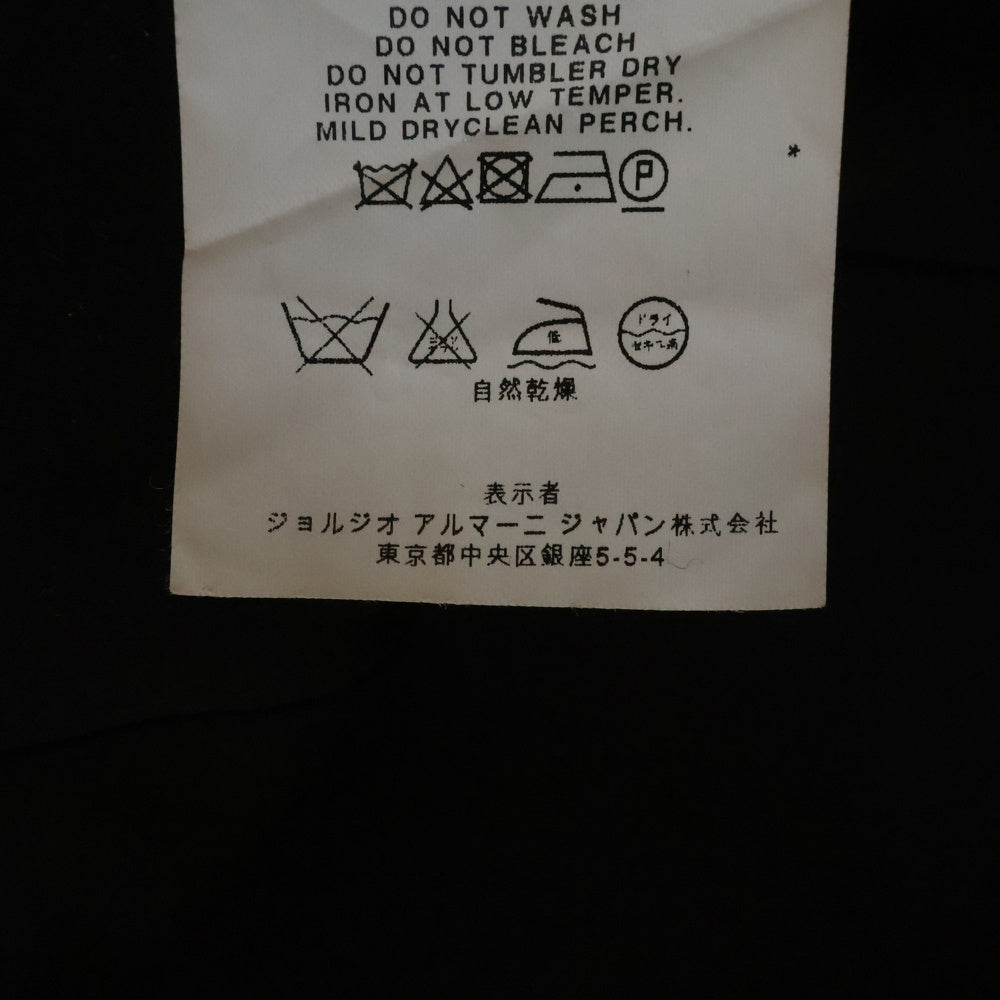 DO NOT WASH
DO NOT BLEACH
DO NOT TUMBLER DRY
IRON AT LOW TEMPER.
MILD DRYCLEAN PERCH.
P
低
ドライ
自然乾燥
表示者
ジョルジオ アルマーニ ジャパン株式会社
東京都中央区銀座5-5-4